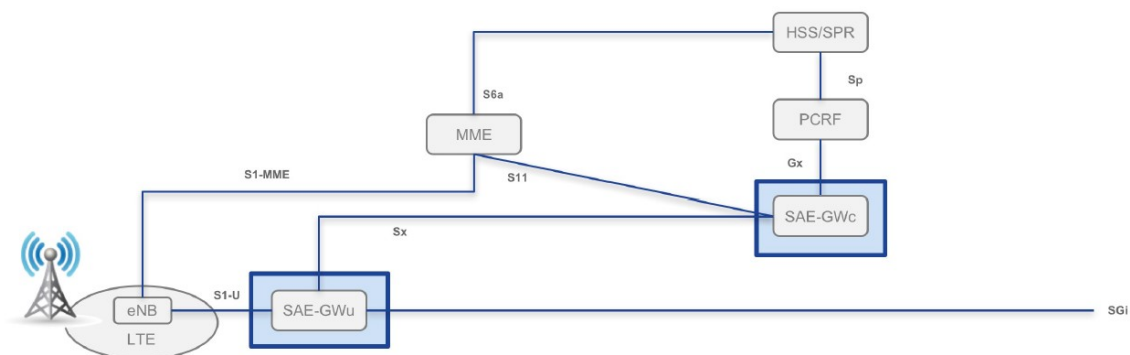 HSS/SPR
Sp
S6a
MME
PCRF
Gx
S1-MME
S11
SAE-GWc
Sx
S1-U
eNB
SAE-GWu
SGi
LTE